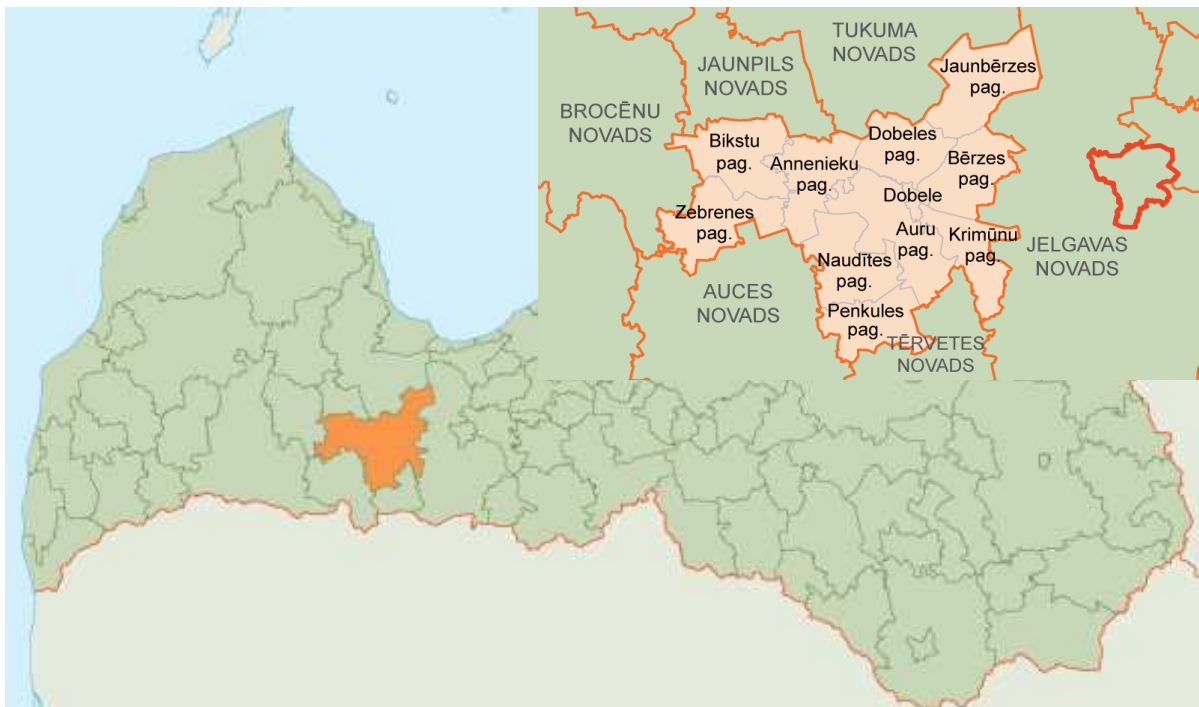 TUKUMA
NOVADS
JAUNPILS
NOVADS
Jaunbērzes
pag.
BROCĒNU
NOVADS
Bikstu
pag.
Annenieku
pag.
Dobeles
pag.
Bērzes
pag.
Dobele
Zebrenes
pag.
Auru
pag.
Krimūnu
pag.
JELGAVAS
NOVADS
Naudītes
pag.
AUCES
NOVADS
Penkules
pag.
TĒRVETES
NOVADS